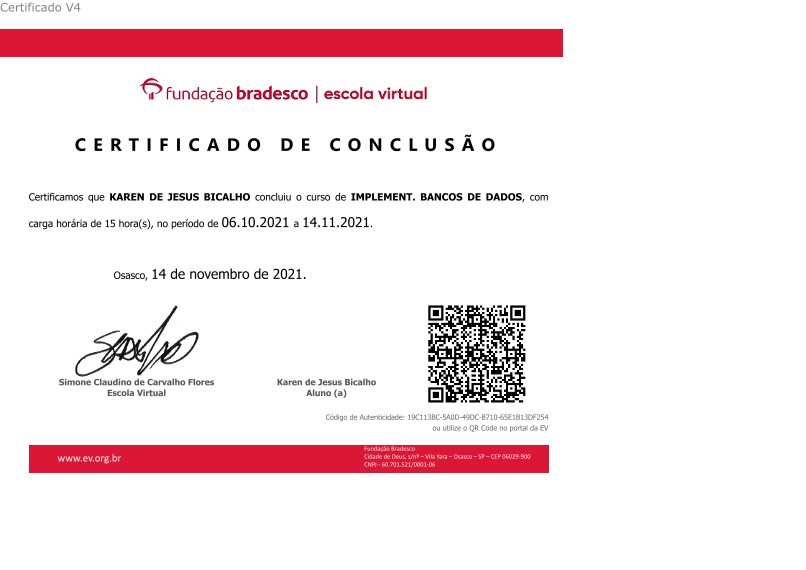 Certificado V4
fundação bradesco | escola virtual
CERTIFICADO DE CONCLUSÃO
Certificamos que KAREN DE JESUS BICALHO concluiu o curso de IMPLEMENT. BANCOS DE DADOS, com
carga horária de 15 hora(s), no período de 06.10.2021 a 14.11.2021.
Osasco, 14 de novembro de 2021.
Simone Claudino de Carvalho Flores
Escola Virtual
Karen de Jesus Bicalho
Aluno (a)
Código de Autenticidade: 19C113BC-5A0D-49DC-B710-65E1B13DF254
ou utilize o QR Code no portal da EV
www.ev.org.br
Fundação Bradesco
Cidade de Deus, s/nº – Vila Yara – Osasco – SP – CEP 06029-900
CNPJ - 60.701.521/0001-06